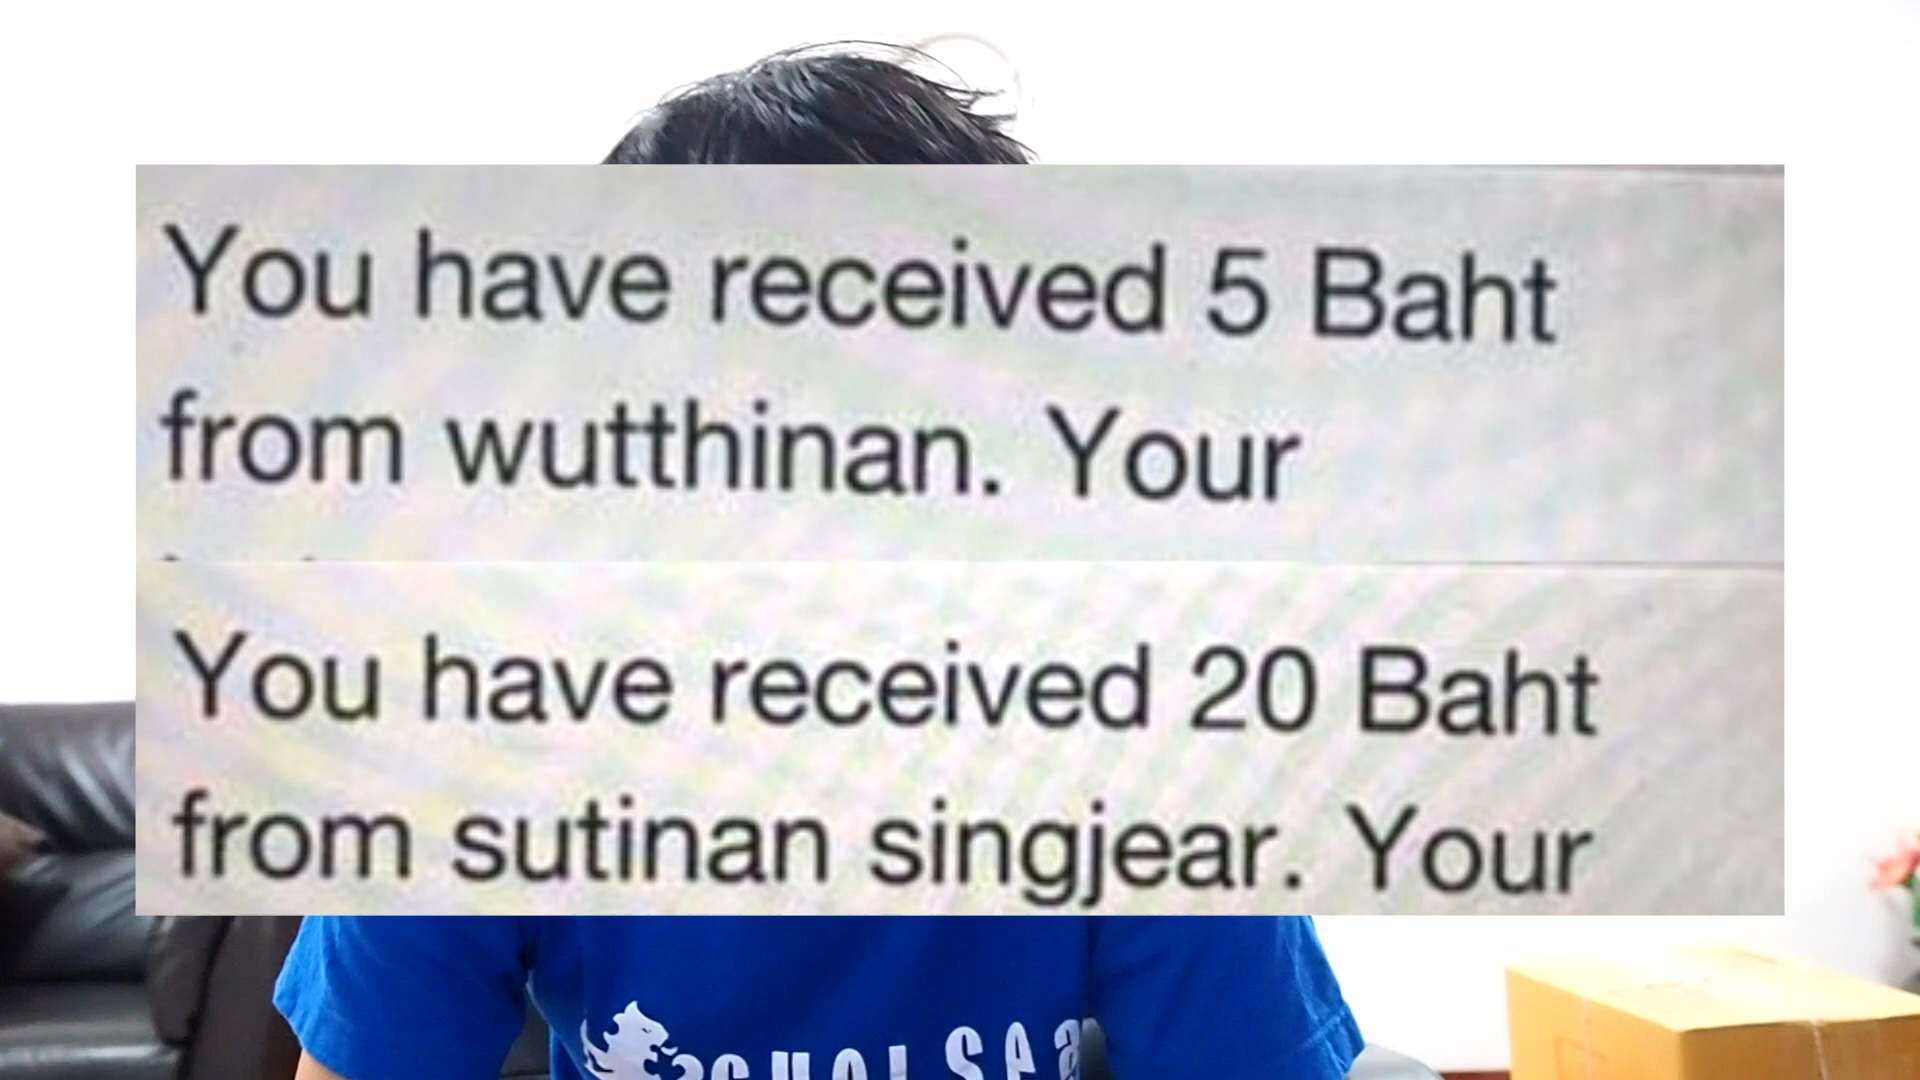 You have received 5 Baht
from wutthinan. Your
You have received 20 Baht
from sutinan singjear. Your